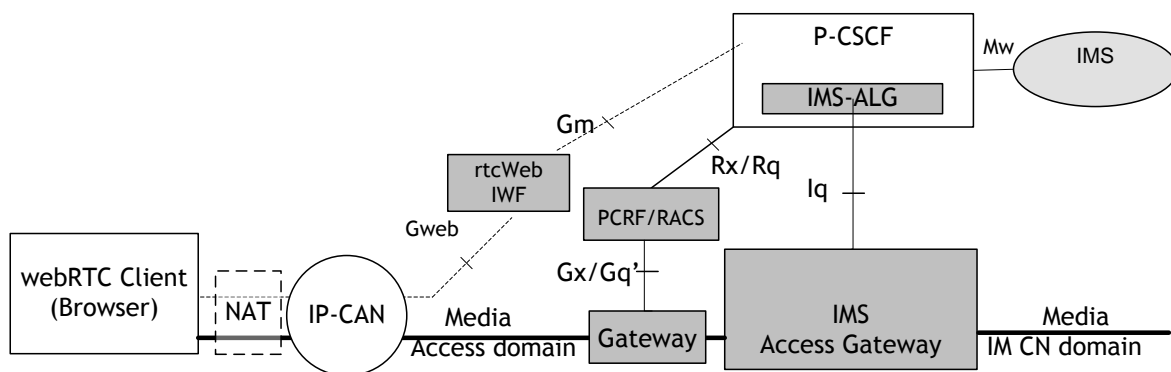 P-CSCF
Mw
IMS
IMS-ALG
Gm
Rx/Rq
rtcWeb
IWF
Iq
PCRF/RACS
Gweb
webRTC Client
(Browser)
NAT
IP-CAN
Gx/Gq’
Media
Access domain
Gateway
IMS
Access Gateway
Media
IM CN domain